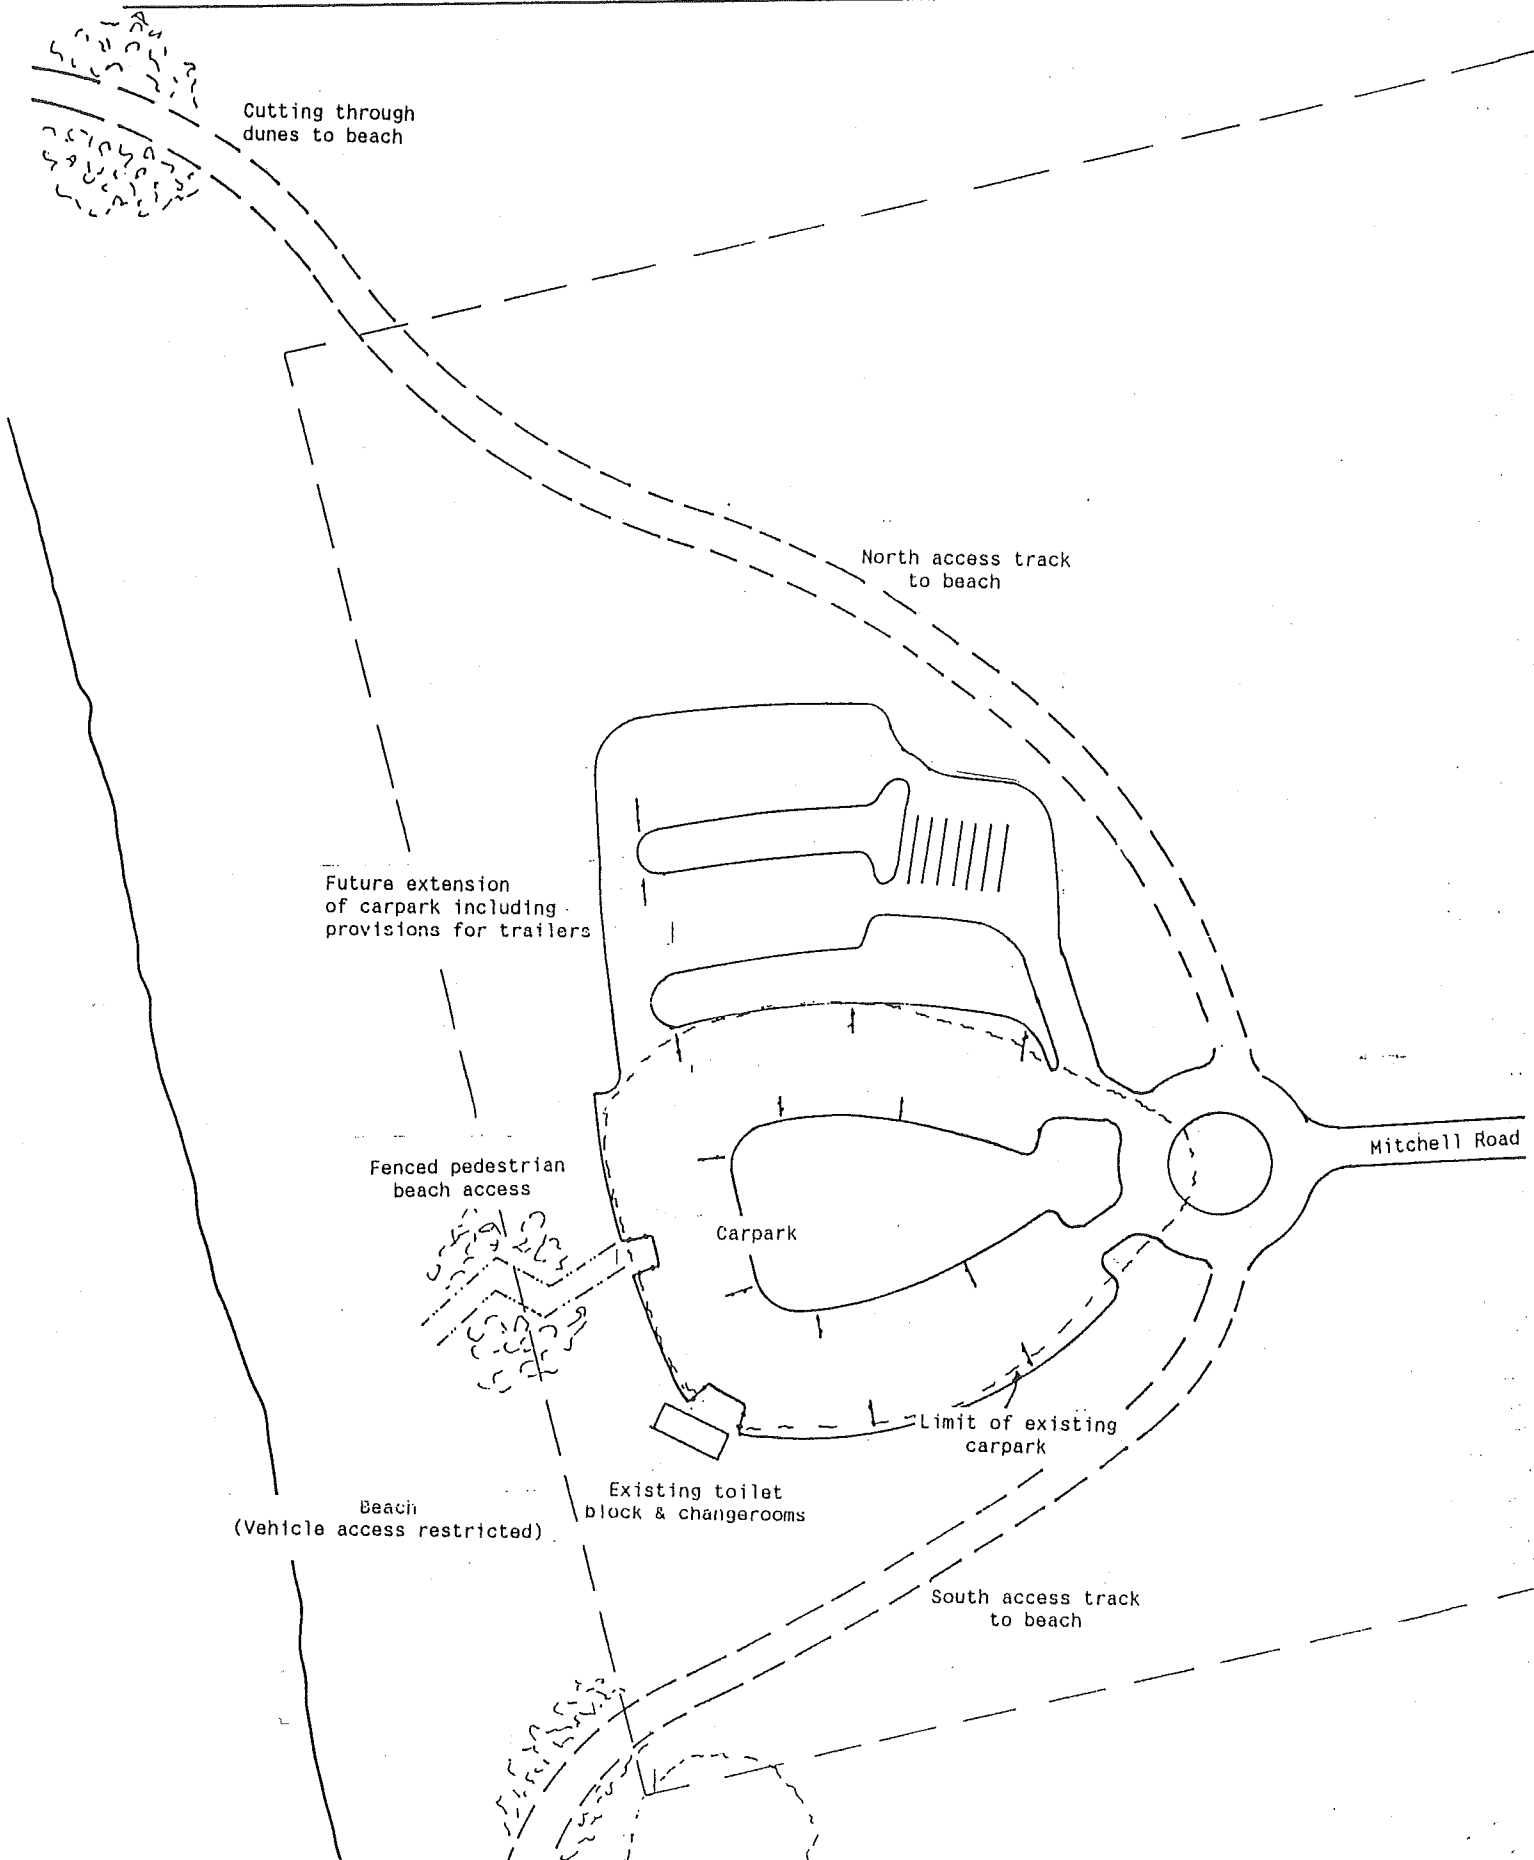 Cutting through
dunes to beach
North access track
to beach
Future extension
of carpark including
provisions for trailers
Mitchell Road
Fenced pedestrian
beach access
Carpark
Limit of existing
carpark
Existing toilet
block & changerooms
Beach
(Vehicle access restricted)
South access track
to beach